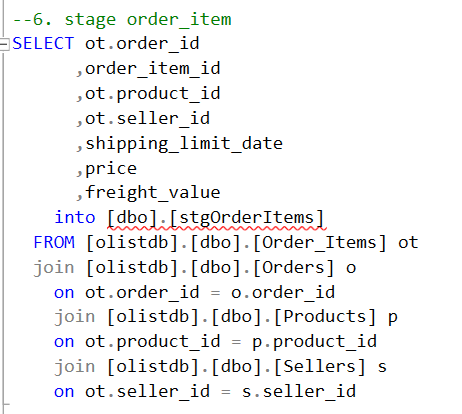 --6. stage order_item
SELECT ot.order_id
,order_item_id
,ot.product_id
,ot.seller_id
,shipping_limit_date
,price
,freight_value
into [dbo].[stgOrderItems]
FROM [olistdb].[dbo].[Order_Items] ot
join [olistdb].[dbo].[Orders] o
on ot.order_id = o.order_id
join [olistdb].[dbo].[Products] p
on ot.product_id = p.product_id
join [olistdb].[dbo].[Sellers] s
on ot.seller_id = s.seller_id